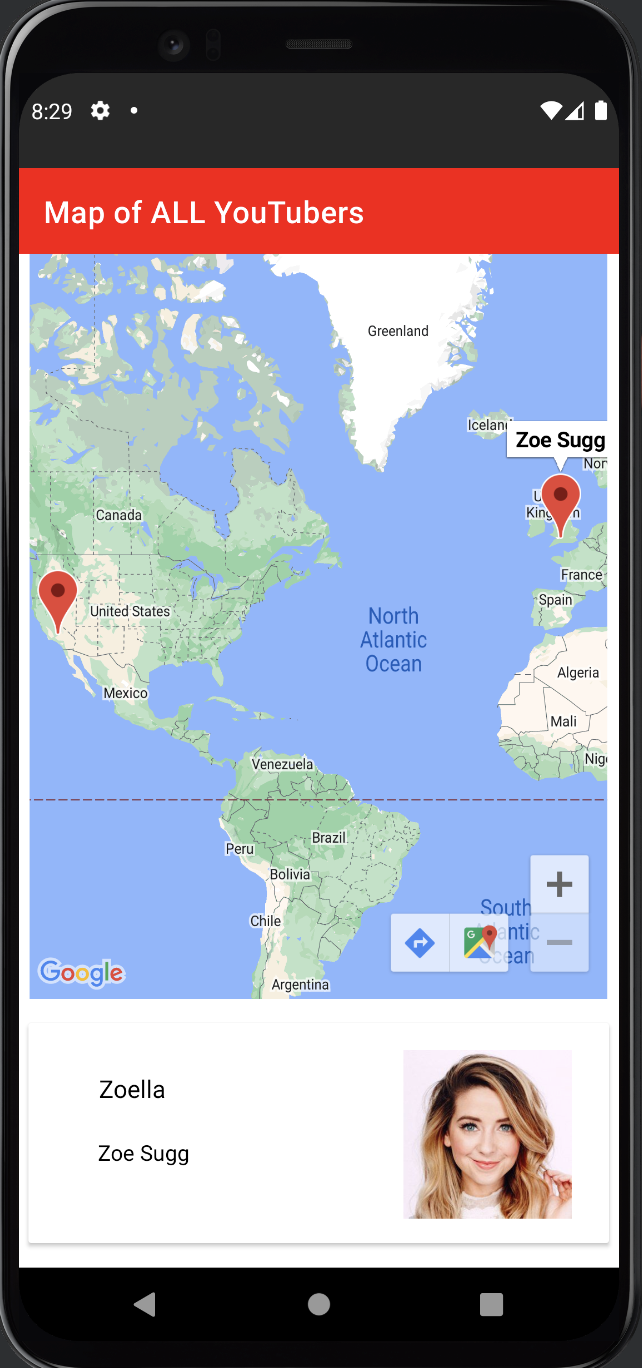 8:29
Map of ALL YouTubers
Greenland
Iceland
Zoe Sugg
Nor
U
Kingdom
Canada
France
United States
Spain
North
Atlantic
Ocean
Algeria
Mexico
Mali
Venezuela
Nige
Brazil
Peru
Bolivia
South
Atlantic
Ocean
Chile
Google
Argentina
Zoella
Zoe Sugg